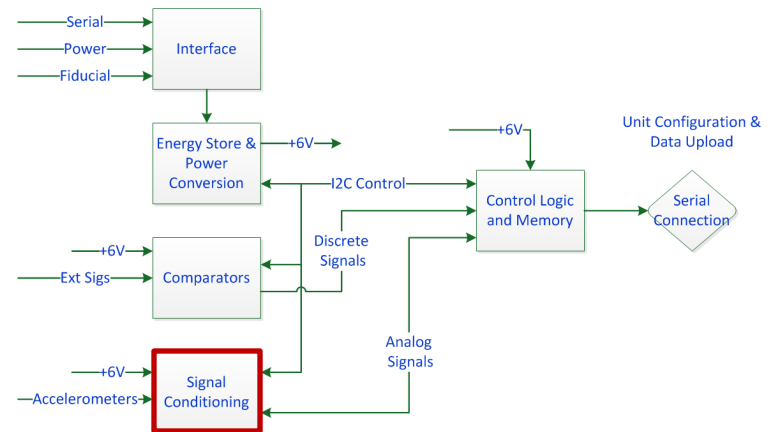 Serial
Power
Fiducial
Interface
Energy Store &
Power
Conversion
+6V
+6V
Unit Configuration &
Data Upload
I2C Control
Control Logic
and Memory
Serial
Connection
+6V
Ext Sigs
Comparators
Discrete
Signals
Analog
Signals
+6V
Accelerometers
Signal
Conditioning